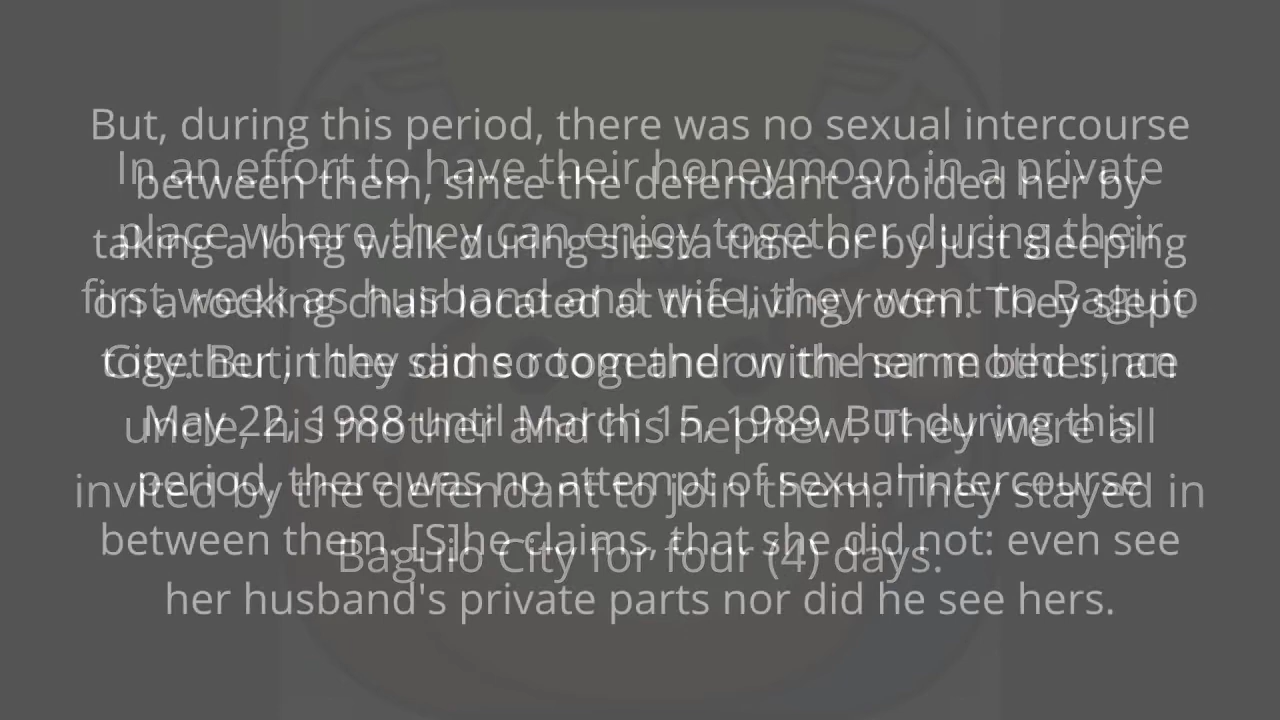 In an effort to have their honeymoon in a private
place where they can enjoy together during their
first week as husband and wife, they went to Baguio
City. But, they did so together with her mother, an
uncle, his mother and his nephew. They were all
invited by the defendant to join them. They stayed in
Baguio City for four (4) days.
But, during this period, there was no sexual intercourse
between them, since the defendant avoided her by
taking a long walk during siesta time or by just sleeping
on a rocking chair located at the living room. They slept
together in the same room and on the same bed since
May 22, 1988 until March 15, 1989. But during this
period, there was no attempt of sexual intercourse
between them. [S]he claims, that she did not: even see
her husband's private parts nor did he see hers.